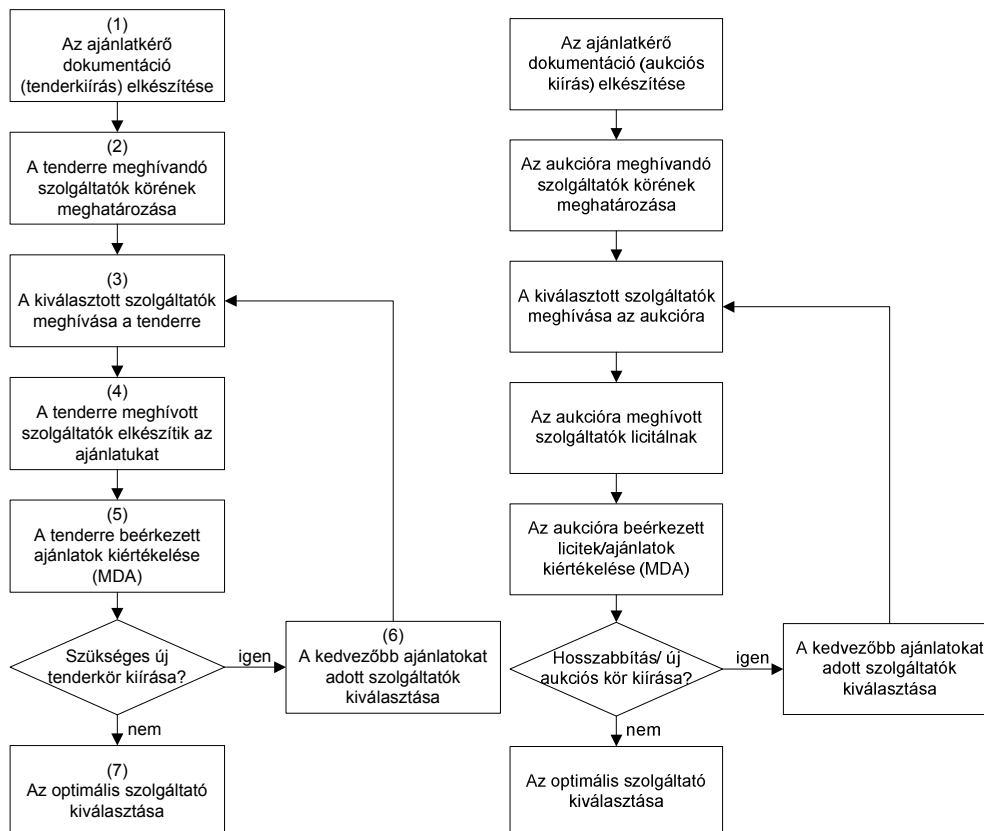 (1)
Az ajánlatkérő
dokumentáció
(tenderkiírás) elkészítése
(2)
A tenderre meghívandó
szolgáltatók körének
meghatározása
(3)
A kiválasztott szolgáltatók
meghívása a tenderre
(4)
A tenderre meghívott
szolgáltatók elkészítik az
ajánlatukat
(5)
A tenderre beérkezett
ajánlatok kiértékelése
(MDA)
Szükséges új
tenderkör kiírása?
igen
(6)
A kedvezőbb ajánlatokat
adott szolgáltatók
kiválasztása
nem
(7)
Az optimális szolgáltató
kiválasztása
Az ajánlatkérő
dokumentáció (aukciós
kiírás) elkészítése
Az aukcióra meghívandó
szolgáltatók körének
meghatározása
A kiválasztott szolgáltatók
meghívása az aukcióra
Az aukcióra meghívott
szolgáltatók licitálnak
Az aukcióra beérkezett
licitek/ajánlatok
kiértékelése (MDA)
Hosszabbítás/ új
aukciós kör kiírása?
igen
A kedvezőbb ajánlatokat
adott szolgáltatók
kiválasztása
nem
Az optimális szolgáltató
kiválasztása